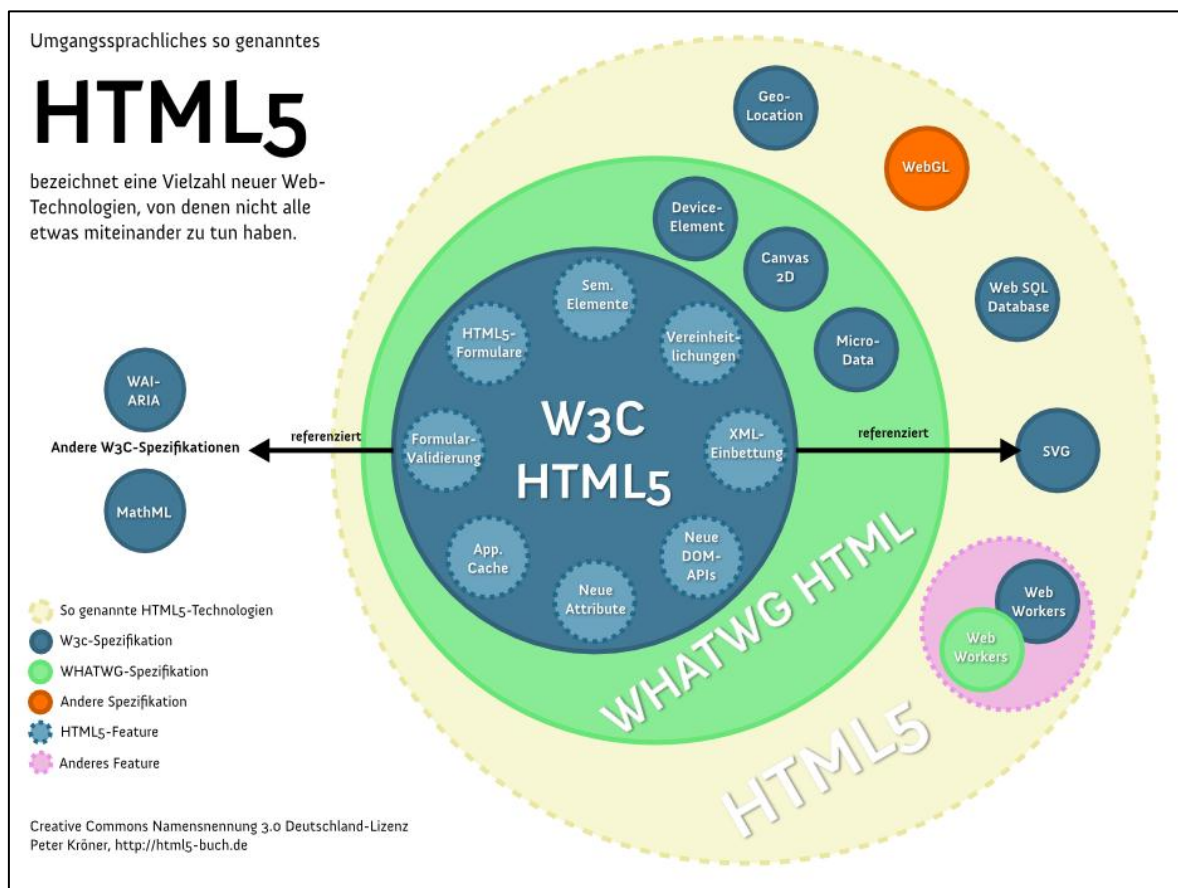 Umgangssprachliches so genanntes
HTML5
bezeichnet eine Vielzahl neuer Web-
Technologien, von denen nicht alle
etwas miteinander zu tun haben.
Geo-
Location
WebGL
Device-
Element
Canvas
2D
Web SQL
Database
Micro-
Data
Sem.
Elemente
HTML5-
Formulare
Vereinheit-
lichungen
W3C
HTML5
Formular-
Validierung
XML-
Einbettung
App.
Cache
Neue
Attribute
Neue
DOM-
APIs
WAI-
ARIA
Andere W3C-Spezifikationen
MathML
referenziert
referenziert
SVG
Web
Workers
Web
Workers
WHATWG HTML
HTML5
So genannte HTML5-Technologien
W3c-Spezifikation
WHATWG-Spezifikation
Andere Spezifikation
HTML5-Feature
Anderes Feature
Creative Commons Namensnennung 3.0 Deutschland-Lizenz
Peter Kröner, http://html5-buch.de